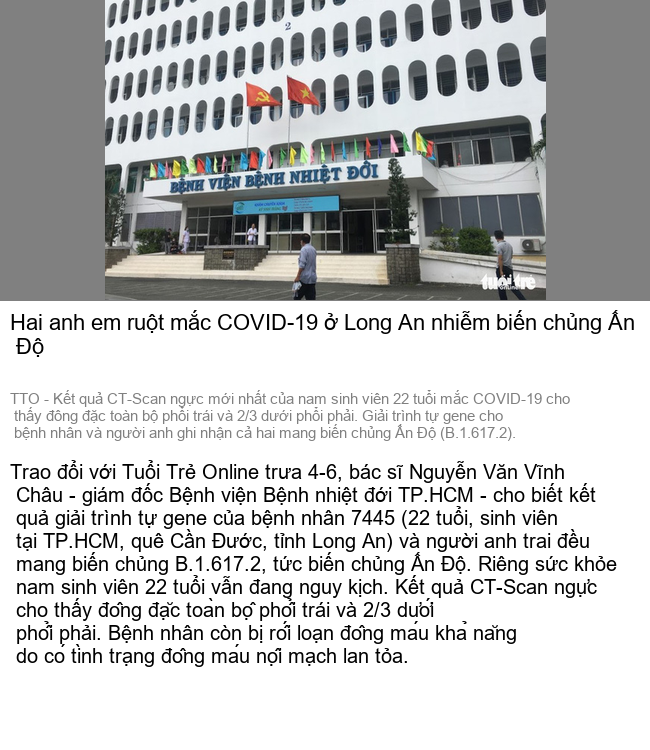 2
BỆNH VIỆN BỆNH NHIỆT ĐỚI
tuổi trẻ
online
Hai anh em ruột mắc COVID-19 ở Long An nhiễm biến chủng Ấn
Độ
TTO - Kết quả CT-Scan ngực mới nhất của nam sinh viên 22 tuổi mắc COVID-19 cho
thấy đông đặc toàn bộ phổi trái và 2/3 dưới phổi phải. Giải trình tự gene cho
bệnh nhân và người anh ghi nhận cả hai mang biến chủng Ấn Độ (B.1.617.2).
Trao đổi với Tuổi Trẻ Online trưa 4-6, bác sĩ Nguyễn Văn Vĩnh
Châu - giám đốc Bệnh viện Bệnh nhiệt đới TP.HCM - cho biết kết
quả giải trình tự gene của bệnh nhân 7445 (22 tuổi, sinh viên
tại TP.HCM, quê Cần Đước, tỉnh Long An) và người anh trai đều
mang biến chủng B.1.617.2, tức biến chủng Ấn Độ. Riêng sức khỏe
nam sinh viên 22 tuổi vẫn đang nguy kịch. Kết quả CT-Scan ngực
cho thấy đông đặc toàn bộ phổi trái và 2/3 dưới
phổi phải. Bệnh nhân còn bị rối loạn đông máu khả năng
do có tình trạng đông máu nội mạch lan tỏa.